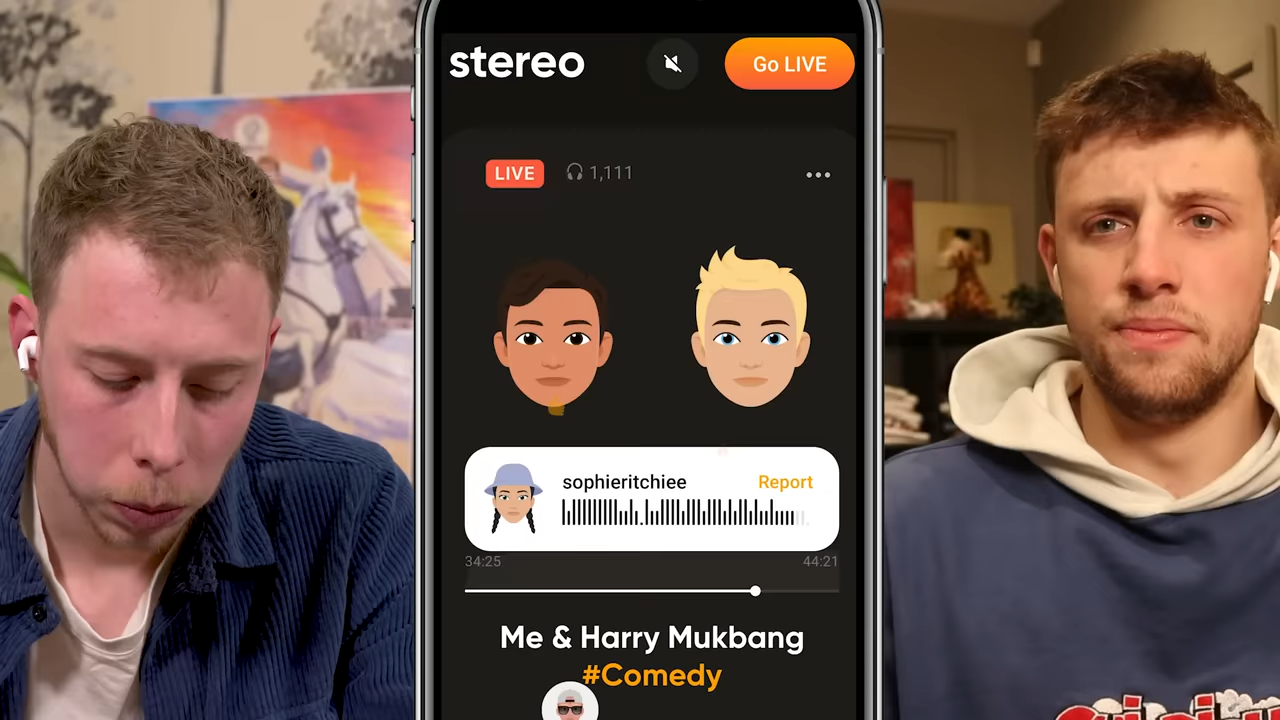 stereo
Go LIVE
LIVE
1,111
sophieritchiee
Report
34:25
44:21
Me & Harry Mukbang
#Comedy